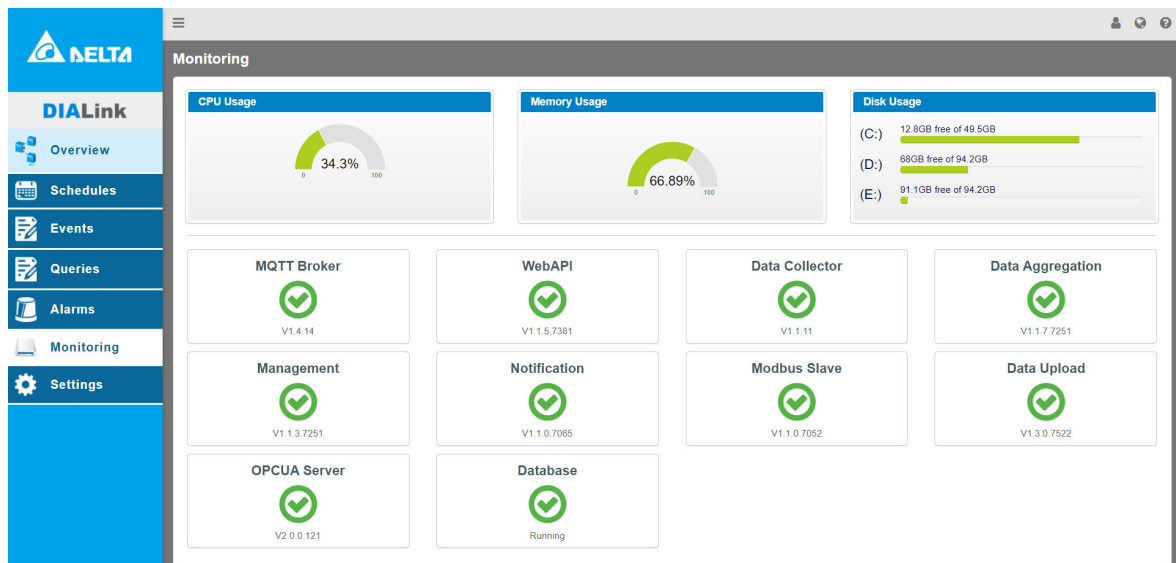 DELTA
Monitoring
DIALink
Overview
Schedules
Events
Queries
Alarms
Monitoring
Settings
CPU Usage
34.3%
0 100
Memory Usage
66.89%
0 100
Disk Usage
(C:) 12.8GB free of 49.5GB
(D:) 68GB free of 94.2GB
(E:) 91.1GB free of 94.2GB
MQTT Broker
V1.4.14
WebAPI
V1.1.5.7381
Data Collector
V1.1.11
Data Aggregation
V1.1.7.7251
Management
V1.1.3.7251
Notification
V1.1.0.7065
Modbus Slave
V1.1.0.7052
Data Upload
V1.3.0.7522
OPCUA Server
V2.0.0.121
Database
Running